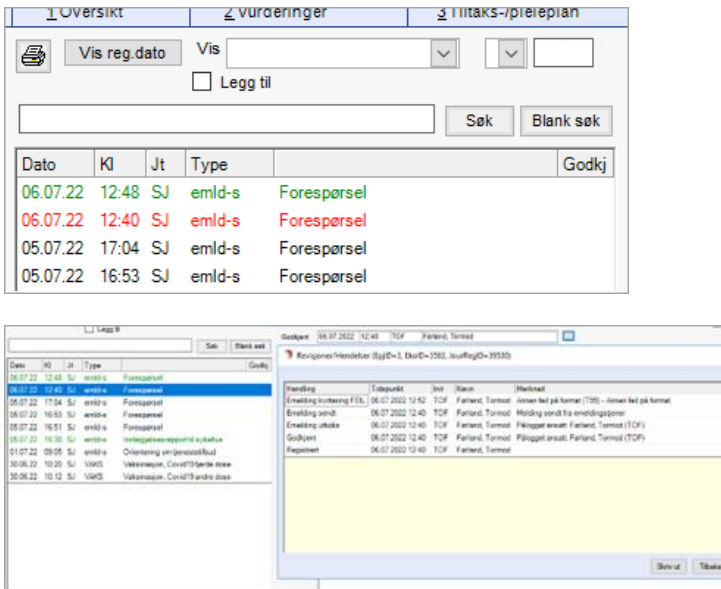 1 Oversikt 2 Vurderinger 3 Tiltaks-/pleieplan
Vis reg.dato Vis
Legg til
Søk Blank søk
Dato Kl Jt Type Godkj
06.07.22 12:48 SJ emld-s Forespørsel
06.07.22 12:40 SJ emld-s Forespørsel
05.07.22 17:04 SJ emld-s Forespørsel
05.07.22 16:53 SJ emld-s Forespørsel
Legg til
Søk Blank søk
Godkjent 06.07.2022 12:40 TOF Førland, Tormod
Revisjoner/Hendelser
Dato Kl Jt Type Godkj
06.07.22 12:48 SJ emld-s Forespørsel
06.07.22 12:40 SJ emld-s Forespørsel
05.07.22 17:04 SJ emld-s Forespørsel
05.07.22 16:53 SJ emld-s Forespørsel
05.07.22 16:51 SJ emld-s Forespørsel
05.07.22 16:30 SJ emld-s Innleggelsesrapport til sykehus
01.07.22 09:05 SJ emld-s Orientering om tjenestetilbud
30.06.22 10:20 SJ VAKS Vaksinasjon, Covid19 fjerde dose
30.06.22 10:12 SJ VAKS Vaksinasjon, Covid19 andre dose
Handling Tidspunkt Init Navn Merknad
Emelding kvittering FEIL 06.07.2022 12:52 TOF Førland, Tormod Annen feil på format (T99) - Annen feil på format
Emelding sendt 06.07.2022 12:40 TOF Førland, Tormod Melding sendt fra emeldingstjener
Emelding utboks 06.07.2022 12:40 TOF Førland, Tormod Pålogget ansatt: Førland, Tormod (TOF)
Godkjent 06.07.2022 12:40 TOF Førland, Tormod Pålogget ansatt: Førland, Tormod (TOF)
Registrert 06.07.2022 12:40 TOF Førland, Tormod
Skriv ut Tilbake